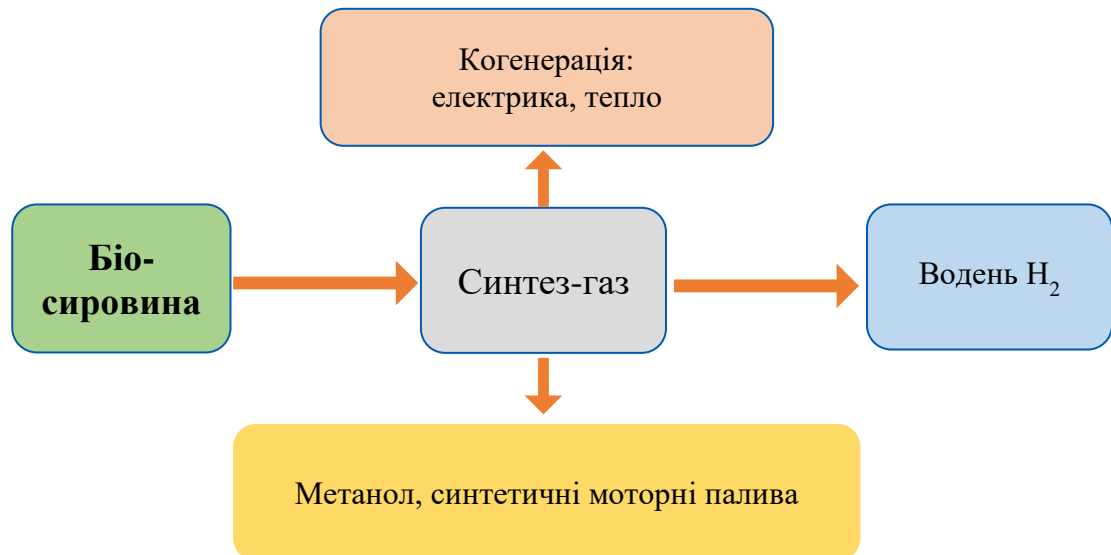 Когенерація:
електрика, тепло
Біо-
сировина
Синтез-газ
Водень H₂
Метанол, синтетичні моторні палива